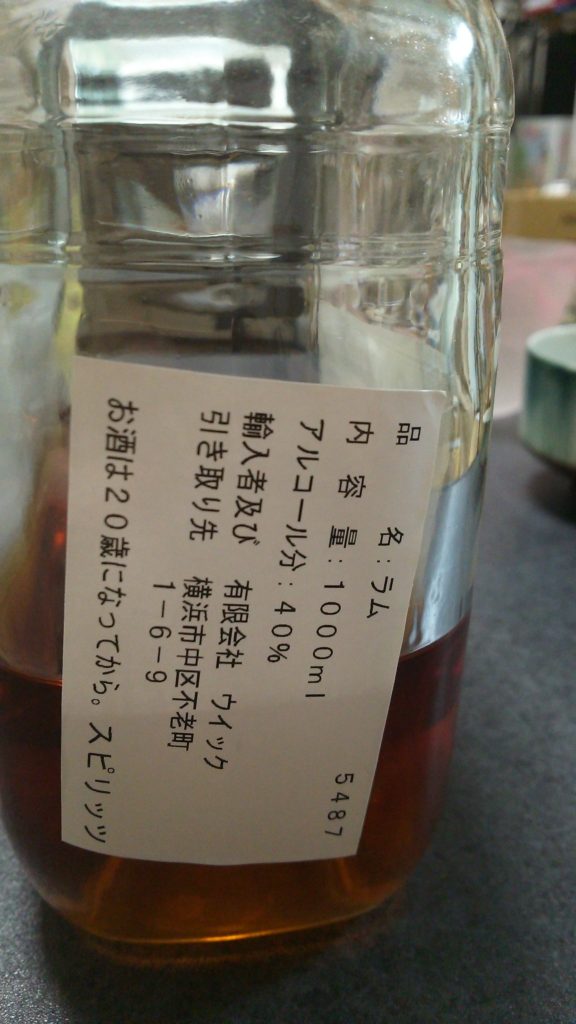 品　　名：ラム
内　容　量：１０００ｍｌ
アルコール分：４０％　　５４８７
輸入者及び　有限会社　ウイック
引き取り先　横浜市中区不老町
１－６－９
お酒は２０歳になってから。スピリッツ